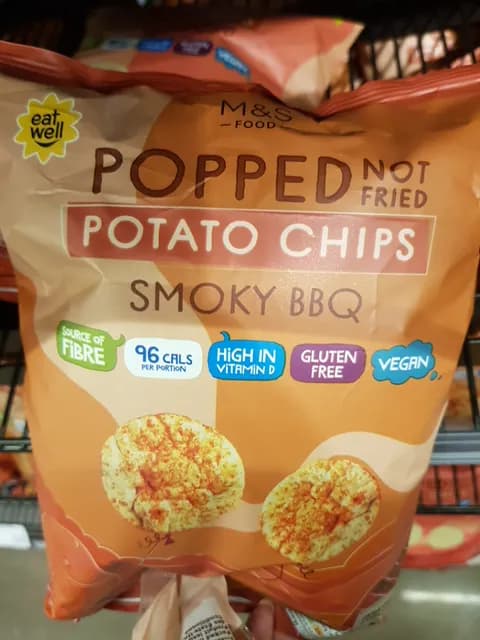 eat
well
M&S
FOOD
POPPED NOT
FRIED
POTATO CHIPS
SMOKY BBQ
SOURCE OF
FIBRE
96 CALS
PER PORTION
HIGH IN
VITAMIN D
GLUTEN
FREE
VEGAN
VEGAN